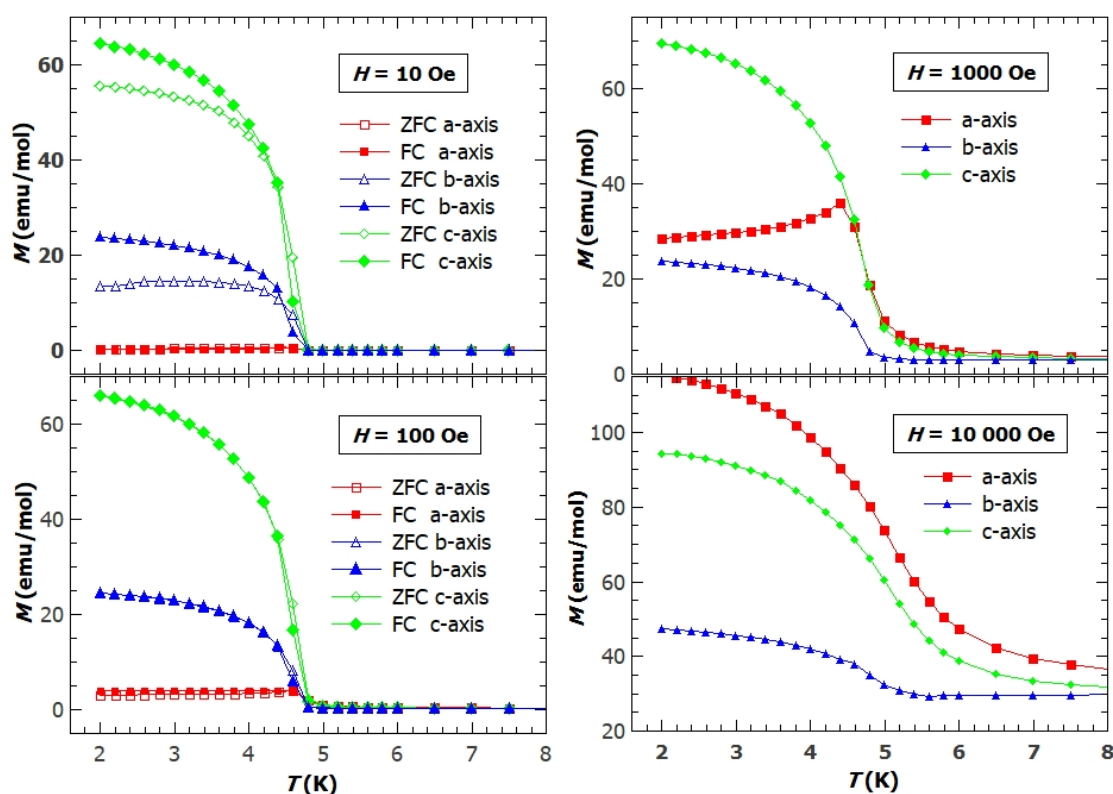 H = 10 Oe
ZFC a-axis
FC a-axis
ZFC b-axis
FC b-axis
ZFC c-axis
FC c-axis
M (emu/mol)
60
40
20
0
H = 1000 Oe
a-axis
b-axis
c-axis
M (emu/mol)
60
40
20
0
H = 100 Oe
ZFC a-axis
FC a-axis
ZFC b-axis
FC b-axis
ZFC c-axis
FC c-axis
M (emu/mol)
60
40
20
0
2 3 4 5 6 7 8
T (K)
H = 10 000 Oe
a-axis
b-axis
c-axis
M (emu/mol)
100
80
60
40
20
2 3 4 5 6 7 8
T (K)